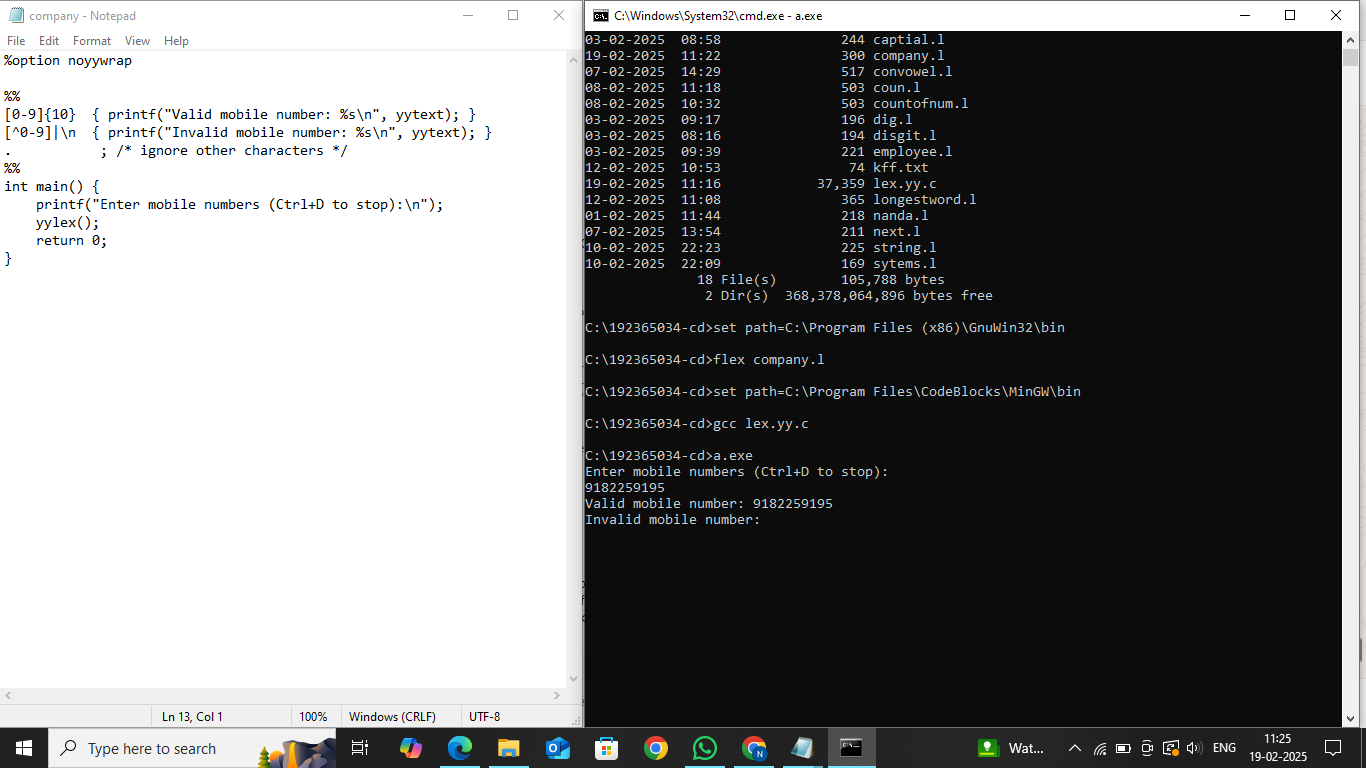 company - Notepad
File Edit Format View Help
%option noyywrap
%%
[0-9]{10}  { printf("Valid mobile number: %s\n", yytext); }
[^0-9]|\n  { printf("Invalid mobile number: %s\n", yytext); }
.           ; /* ignore other characters */
%%
int main() {
    printf("Enter mobile numbers (Ctrl+D to stop):\n");
    yylex();
    return 0;
}
Ln 13, Col 1 100% Windows (CRLF) UTF-8
C:\Windows\System32\cmd.exe - a.exe
03-02-2025  08:58               244 captial.l
19-02-2025  11:22               300 company.l
07-02-2025  14:29               517 convowel.l
08-02-2025  11:18               503 coun.l
08-02-2025  10:32               503 countofnum.l
03-02-2025  09:17               196 dig.l
03-02-2025  08:16               194 disgit.l
03-02-2025  09:39               221 employee.l
12-02-2025  10:53                74 kff.txt
19-02-2025  11:16            37,359 lex.yy.c
12-02-2025  11:08               365 longestword.l
01-02-2025  11:44               218 nanda.l
07-02-2025  13:54               211 next.l
10-02-2025  22:23               225 string.l
10-02-2025  22:09               169 sytems.l
18 File(s)        105,788 bytes
2 Dir(s)  368,378,064,896 bytes free
C:\192365034-cd>set path=C:\Program Files (x86)\GnuWin32\bin
C:\192365034-cd>flex company.l
C:\192365034-cd>set path=C:\Program Files\CodeBlocks\MinGW\bin
C:\192365034-cd>gcc lex.yy.c
C:\192365034-cd>a.exe
Enter mobile numbers (Ctrl+D to stop):
9182259195
Valid mobile number: 9182259195
Invalid mobile number:
Type here to search
Wat...
ENG
11:25
19-02-2025